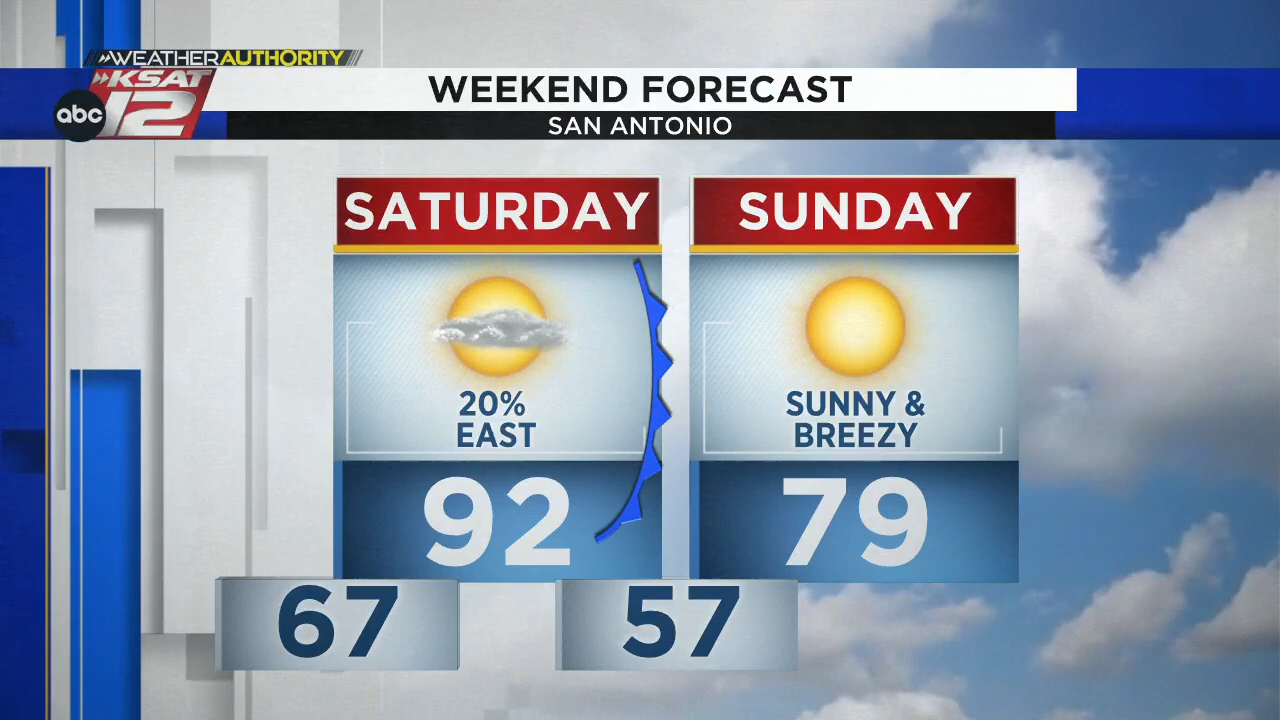 WEATHERAUTHORITY
KSAT
abc 12
WEEKEND FORECAST
SAN ANTONIO
SATURDAY
20%
EAST
92
67
SUNDAY
SUNNY &
BREEZY
79
57